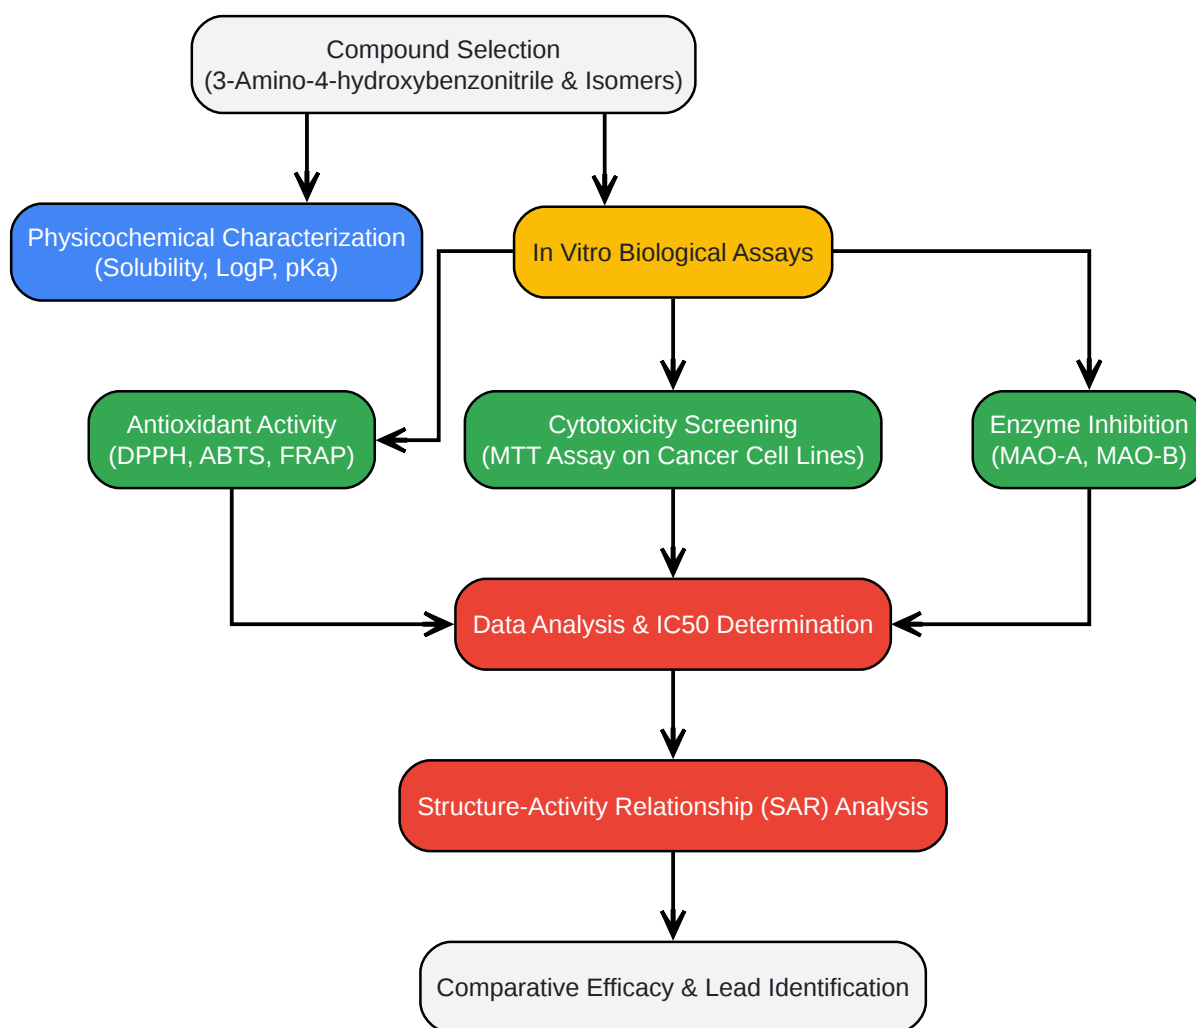 Compound Selection
(3-Amino-4-hydroxybenzonitrile & Isomers)
Physicochemical Characterization
(Solubility, LogP, pKa)
In Vitro Biological Assays
Antioxidant Activity
(DPPH, ABTS, FRAP)
Cytotoxicity Screening
(MTT Assay on Cancer Cell Lines)
Enzyme Inhibition
(MAO-A, MAO-B)
Data Analysis & IC50 Determination
Structure-Activity Relationship (SAR) Analysis
Comparative Efficacy & Lead Identification